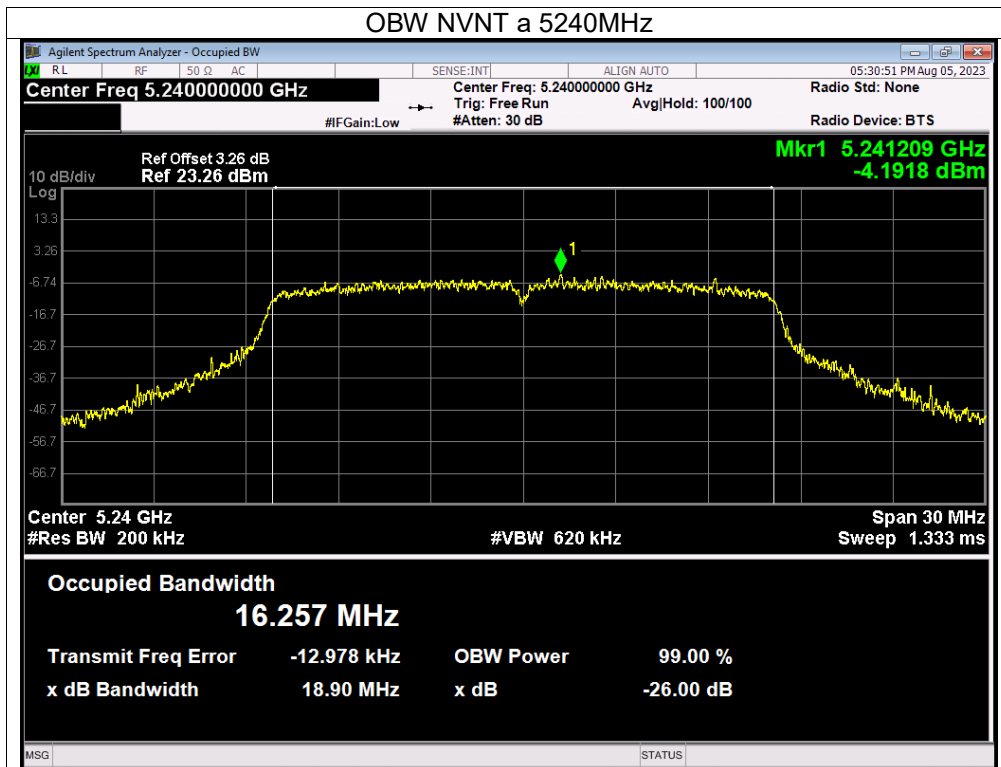 OBW NVNT a 5240MHz
Agilent Spectrum Analyzer - Occupied BW
LXI RL RF 50 Ω AC SENSE:INT ALIGN AUTO 05:30:51 PM Aug 05, 2023
Center Freq 5.240000000 GHz Center Freq: 5.240000000 GHz Radio Std: None
Trig: Free Run Avg|Hold: 100/100
#IFGain:Low #Atten: 30 dB Radio Device: BTS
Mkr1 5.241209 GHz
Ref Offset 3.26 dB
10 dB/div Ref 23.26 dBm -4.1918 dBm
Log
13.3
3.26
1
-6.74
-16.7
-26.7
-36.7
-46.7
-56.7
-66.7
Center 5.24 GHz Span 30 MHz
#Res BW 200 kHz #VBW 620 kHz Sweep 1.333 ms
Occupied Bandwidth
16.257 MHz
Transmit Freq Error -12.978 kHz OBW Power 99.00 %
x dB Bandwidth 18.90 MHz x dB -26.00 dB
MSG STATUS